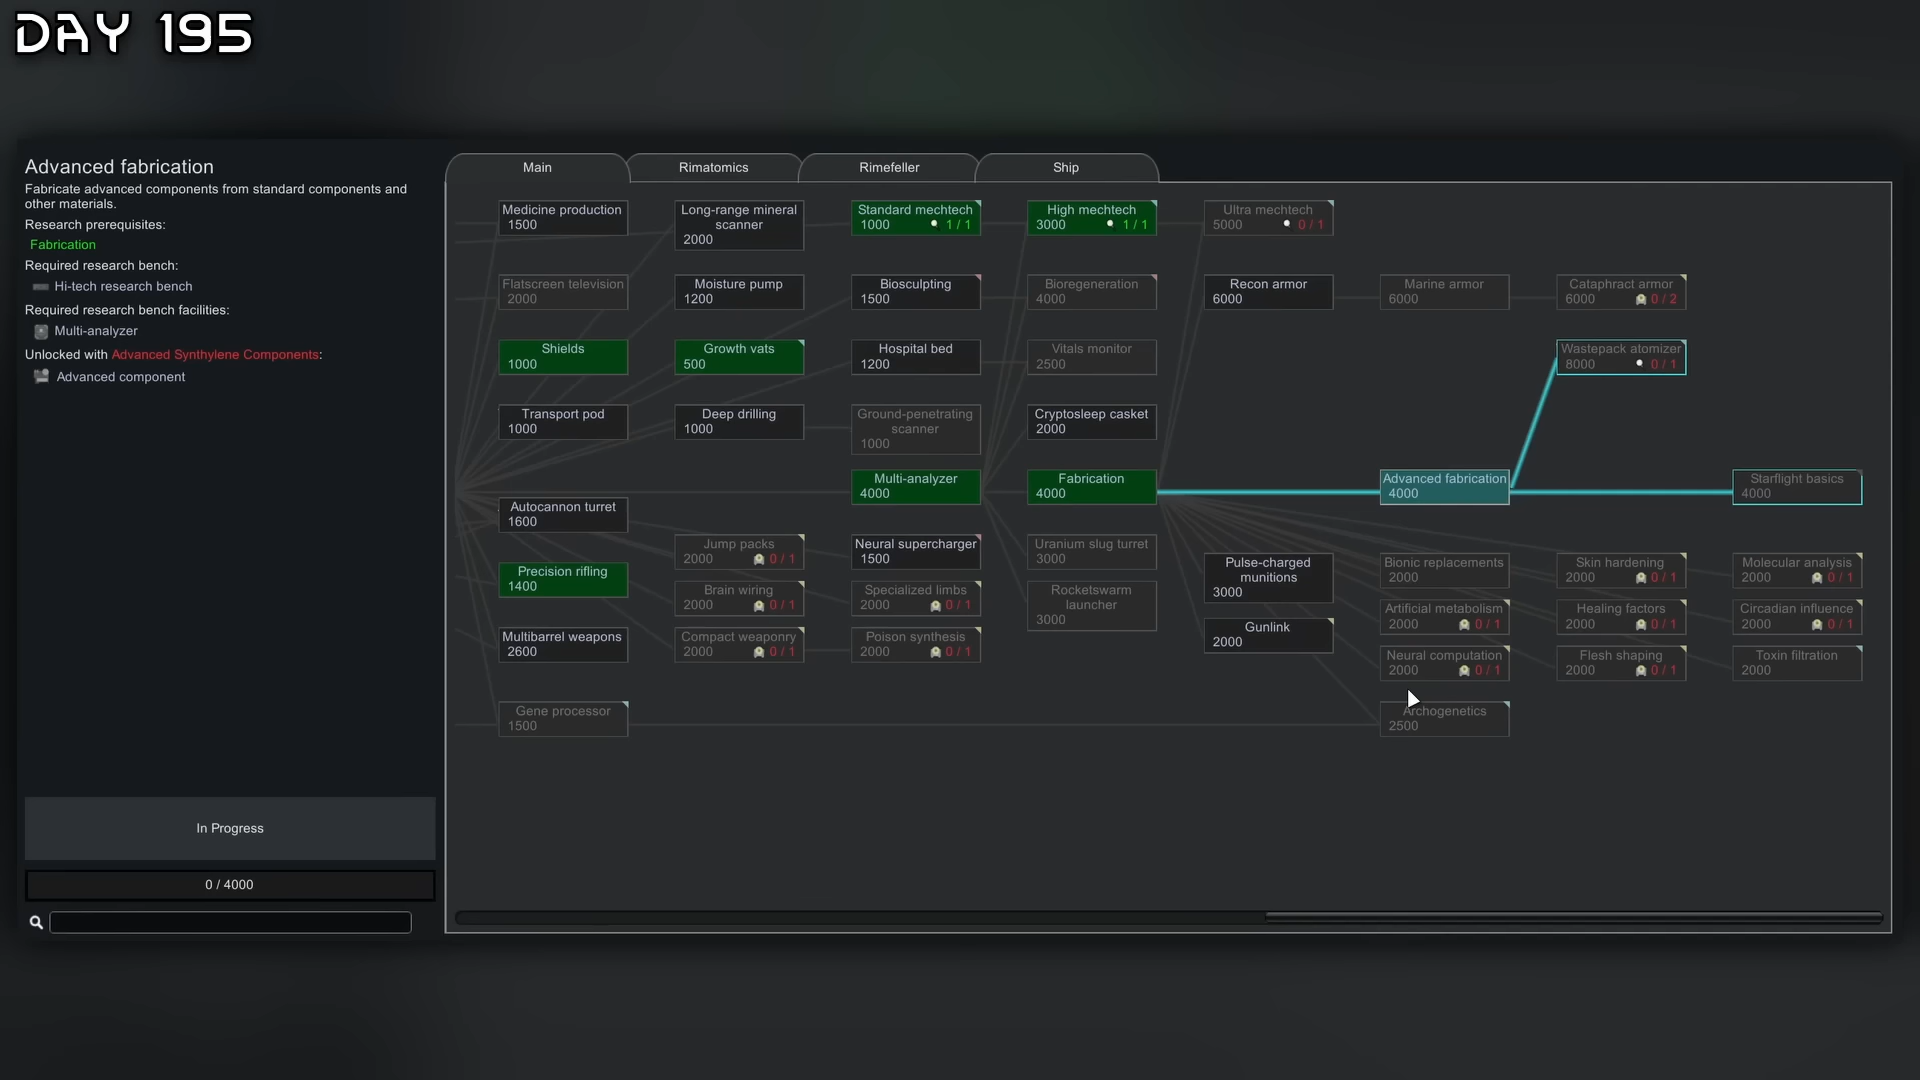 DAY 195
Advanced fabrication
Fabricate advanced components from standard components and
other materials.
Research prerequisites:
Fabrication
Required research bench:
Hi-tech research bench
Required research bench facilities:
Multi-analyzer
Unlocked with Advanced Synthylene Components:
Advanced component
In Progress
0 / 4000
Main
Rimatomics
Rimefeller
Ship
Medicine production
1500
Long-range mineral
scanner
2000
Standard mechtech
1000 1 / 1
High mechtech
3000 1 / 1
Ultra mechtech
5000 0 / 1
Flatscreen television
2000
Moisture pump
1200
Biosculpting
1500
Bioregeneration
4000
Recon armor
6000
Marine armor
6000
Cataphract armor
6000 0 / 2
Shields
1000
Growth vats
500
Hospital bed
1200
Vitals monitor
2500
Wastepack atomizer
8000 0 / 1
Transport pod
1000
Deep drilling
1000
Ground-penetrating
scanner
1000
Cryptosleep casket
2000
Multi-analyzer
4000
Fabrication
4000
Advanced fabrication
4000
Starflight basics
4000
Autocannon turret
1600
Jump packs
2000 0 / 1
Neural supercharger
1500
Uranium slug turret
3000
Pulse-charged
munitions
3000
Bionic replacements
2000
Skin hardening
2000 0 / 1
Molecular analysis
2000 0 / 1
Precision rifling
1400
Brain wiring
2000 0 / 1
Specialized limbs
2000 0 / 1
Rocketswarm
launcher
3000
Artificial metabolism
2000 0 / 1
Healing factors
2000 0 / 1
Circadian influence
2000 0 / 1
Multibarrel weapons
2600
Compact weaponry
2000 0 / 1
Poison synthesis
2000 0 / 1
Gunlink
2000
Neural computation
2000 0 / 1
Flesh shaping
2000 0 / 1
Toxin filtration
2000
Gene processor
1500
Archogenetics
2500